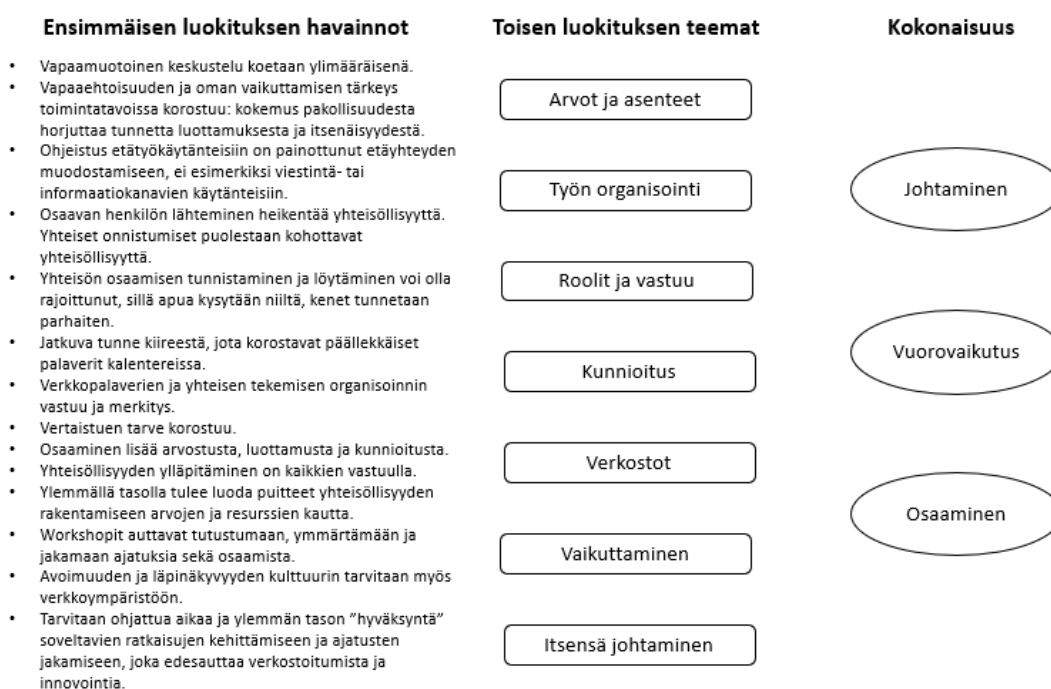 Ensimmäisen luokituksen havainnot
• Vapaamuotoinen keskustelu koetaan ylimääräisenä.
• Vapaaehtoisuuden ja oman vaikuttamisen tärkeys
toimintatavoissa korostuu: kokemus pakollisuudesta
horjuttaa tunnetta luottamuksesta ja itsenäisyydestä.
• Ohjeistus etätyökäytänteisiin on painottunut etäyhteyden
muodostamiseen, ei esimerkiksi viestintä- tai
informaatiokanavien käytänteisiin.
• Osaavan henkilön lähteminen heikentää yhteisöllisyyttä.
Yhteiset onnistumiset puolestaan kohottavat
yhteisöllisyyttä.
• Yhteisön osaamisen tunnistaminen ja löytäminen voi olla
rajoittunut, sillä apua kysytään niiltä, kenet tunnetaan
parhaiten.
• Jatkuva tunne kiireestä, jota korostavat päällekkäiset
palaverit kalentereissa.
• Verkkopalaverien ja yhteisen tekemisen organisoinnin
vastuu ja merkitys.
• Vertaistuen tarve korostuu.
• Osaaminen lisää arvostusta, luottamusta ja kunnioitusta.
• Yhteisöllisyyden ylläpitäminen on kaikkien vastuulla.
• Ylemmällä tasolla tulee luoda puitteet yhteisöllisyyden
rakentamiseen arvojen ja resurssien kautta.
• Workshopit auttavat tutustumaan, ymmärtämään ja
jakamaan ajatuksia sekä osaamista.
• Avoimuuden ja läpinäkyvyyden kulttuurin tarvitaan myös
verkkoympäristöön.
• Tarvitaan ohjattua aikaa ja ylemmän tason ”hyväksyntä”
soveltavien ratkaisujen kehittämiseen ja ajatusten
jakamiseen, joka edesauttaa verkostoitumista ja
innovointia.
Toisen luokituksen teemat
Arvot ja asenteet
Työn organisointi
Roolit ja vastuu
Kunnioitus
Verkostot
Vaikuttaminen
Itsensä johtaminen
Kokonaisuus
Johtaminen
Vuorovaikutus
Osaaminen